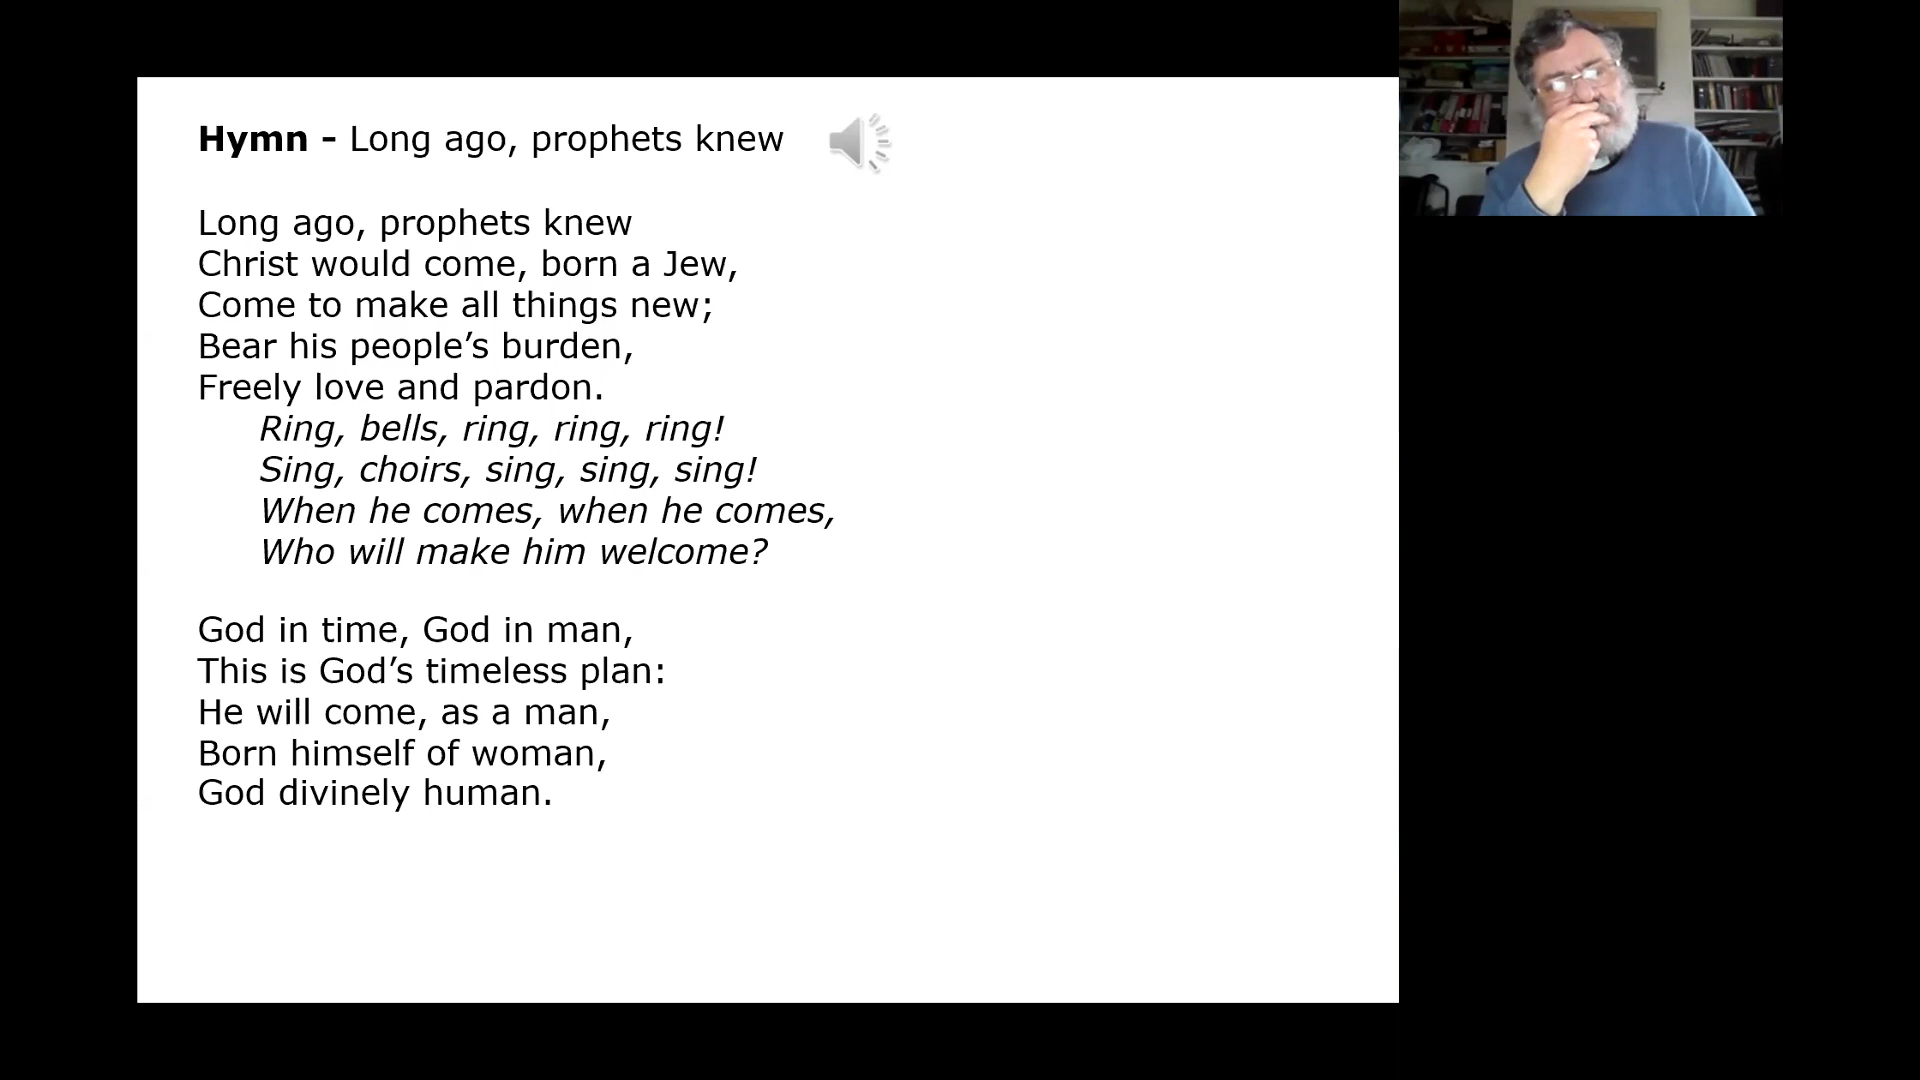 Hymn - Long ago, prophets knew
Long ago, prophets knew
Christ would come, born a Jew,
Come to make all things new;
Bear his people’s burden,
Freely love and pardon.
Ring, bells, ring, ring, ring!
Sing, choirs, sing, sing, sing!
When he comes, when he comes,
Who will make him welcome?
God in time, God in man,
This is God’s timeless plan:
He will come, as a man,
Born himself of woman,
God divinely human.